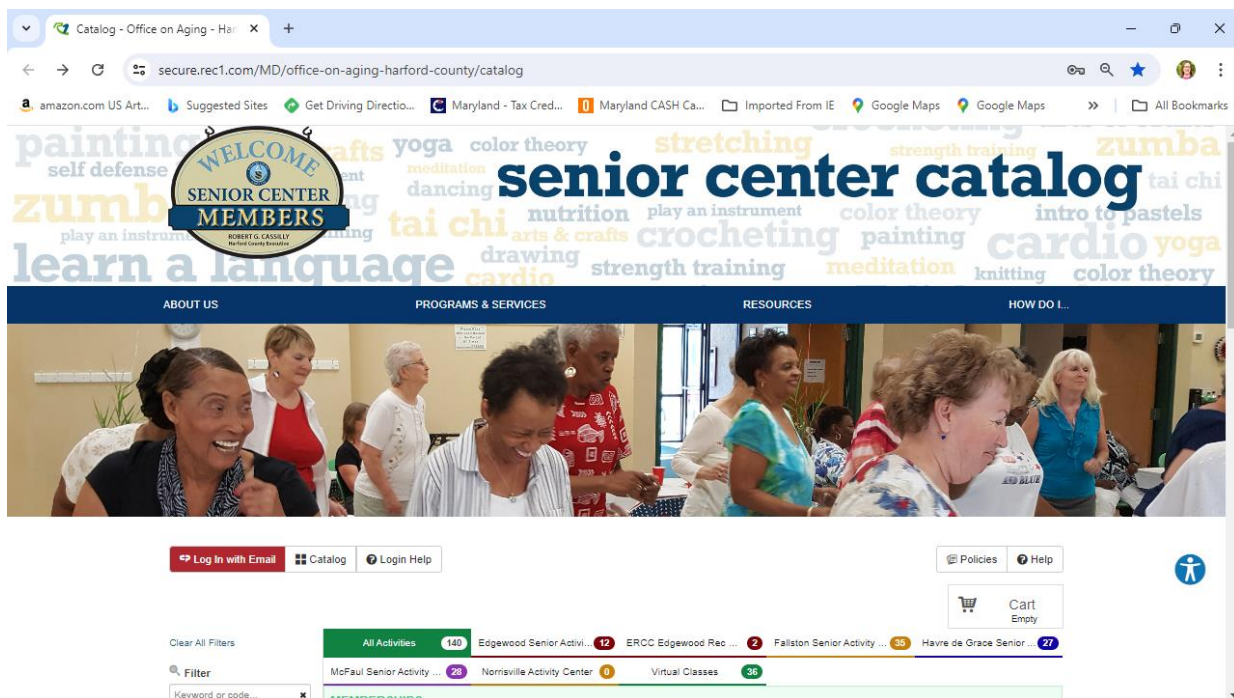 Catalog - Office on Aging - Har
secure.rec1.com/MD/office-on-aging-harford-county/catalog
amazon.com US Art... Suggested Sites Get Driving Directio... Maryland - Tax Cred... Maryland CASH Ca... Imported From IE Google Maps Google Maps » All Bookmarks
painting crafts yoga color theory stretching strength training zumba
self defense meditation tai chi
WELCOME
SENIOR CENTER
MEMBERS
ROBERT G. CASSILLY
Harford County Executive
senior center catalog
zumb dancing nutrition play an instrument color theory intro to pastels
play an instrume tai chi arts & crafts crocheting painting cardio yoga
learn a language drawing cardio strength training meditation knitting color theory
ABOUT US PROGRAMS & SERVICES RESOURCES HOW DO I...
AND BLUE
Log In with Email Catalog Login Help Policies Help
Cart
Empty
Clear All Filters All Activities 140 Edgewood Senior Activi... 12 ERCC Edgewood Rec ... 2 Fallston Senior Activity ... 35 Havre de Grace Senior ... 27
Filter McFaul Senior Activity ... 28 Norrisville Activity Center 0 Virtual Classes 36
Keyword or code...
MEMBERSHIPS